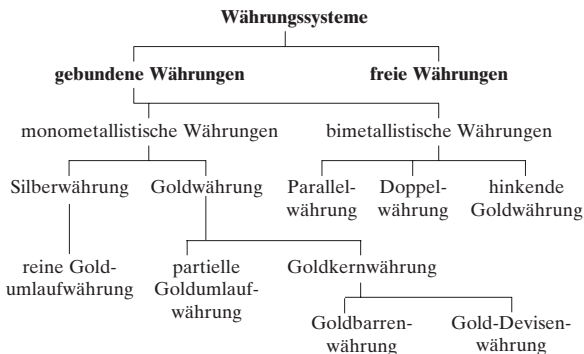 Währungssysteme
gebundene Währungen
freie Währungen
monometallistische Währungen
bimetallistische Währungen
Silberwährung
Goldwährung
Parallel-
währung
Doppel-
währung
hinkende
Goldwährung
reine Gold-
umlaufwährung
partielle
Goldumlauf-
währung
Goldkernwährung
Goldbarren-
währung
Gold-Devisen-
währung